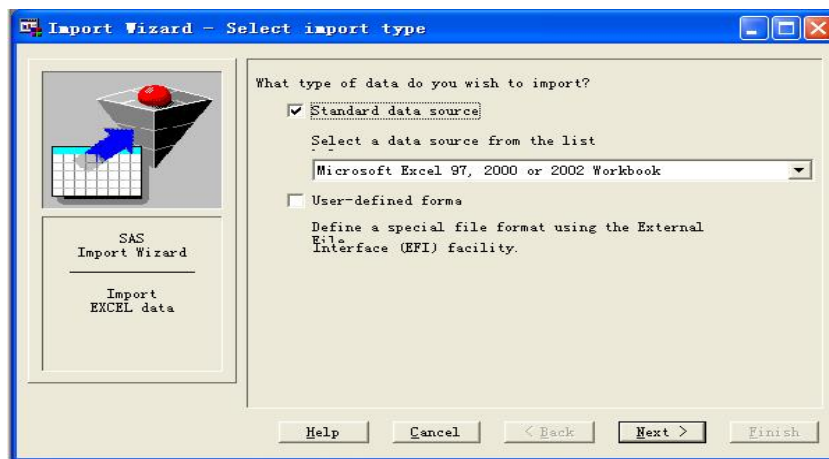 Import Wizard - Select import type
What type of data do you wish to import?
Standard data source
Select a data source from the list
Microsoft Excel 97, 2000 or 2002 Workbook
User-defined forma
Define a special file format using the External
File
Interface (EFI) facility.
SAS
Import Wizard
Import
EXCEL data
Help
Cancel
< Back
Next >
Finish